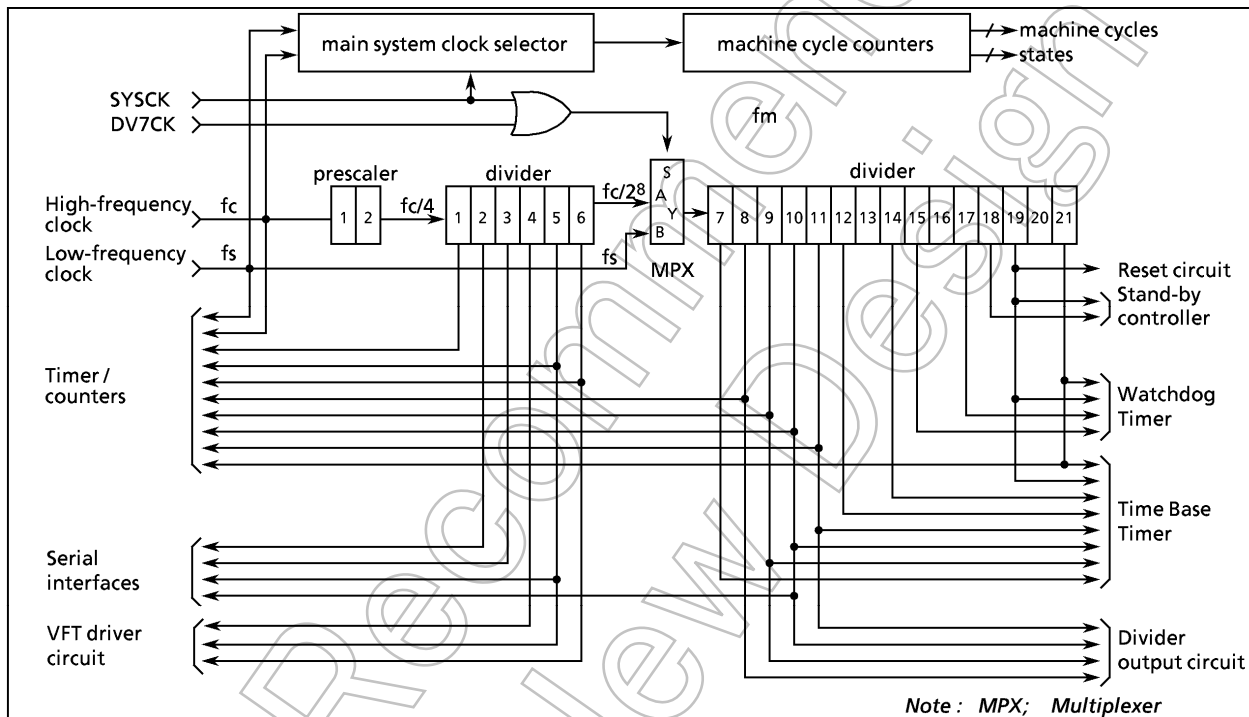 main system clock selector
machine cycle counters
machine cycles
states
SYSCK
DV7CK
fm
prescaler
divider
divider
High-frequency
clock
fc
1 2
fc/4
1 2 3 4 5 6
fc/2⁸
S
A
Y
B
MPX
7 8 9 10 11 12 13 14 15 16 17 18 19 20 21
Low-frequency
clock
fs
fs
Reset circuit
Stand-by
controller
Timer /
counters
Watchdog
Timer
Time Base
Timer
Serial
interfaces
VFT driver
circuit
Divider
output circuit
Note : MPX; Multiplexer
Recommen
ew Design